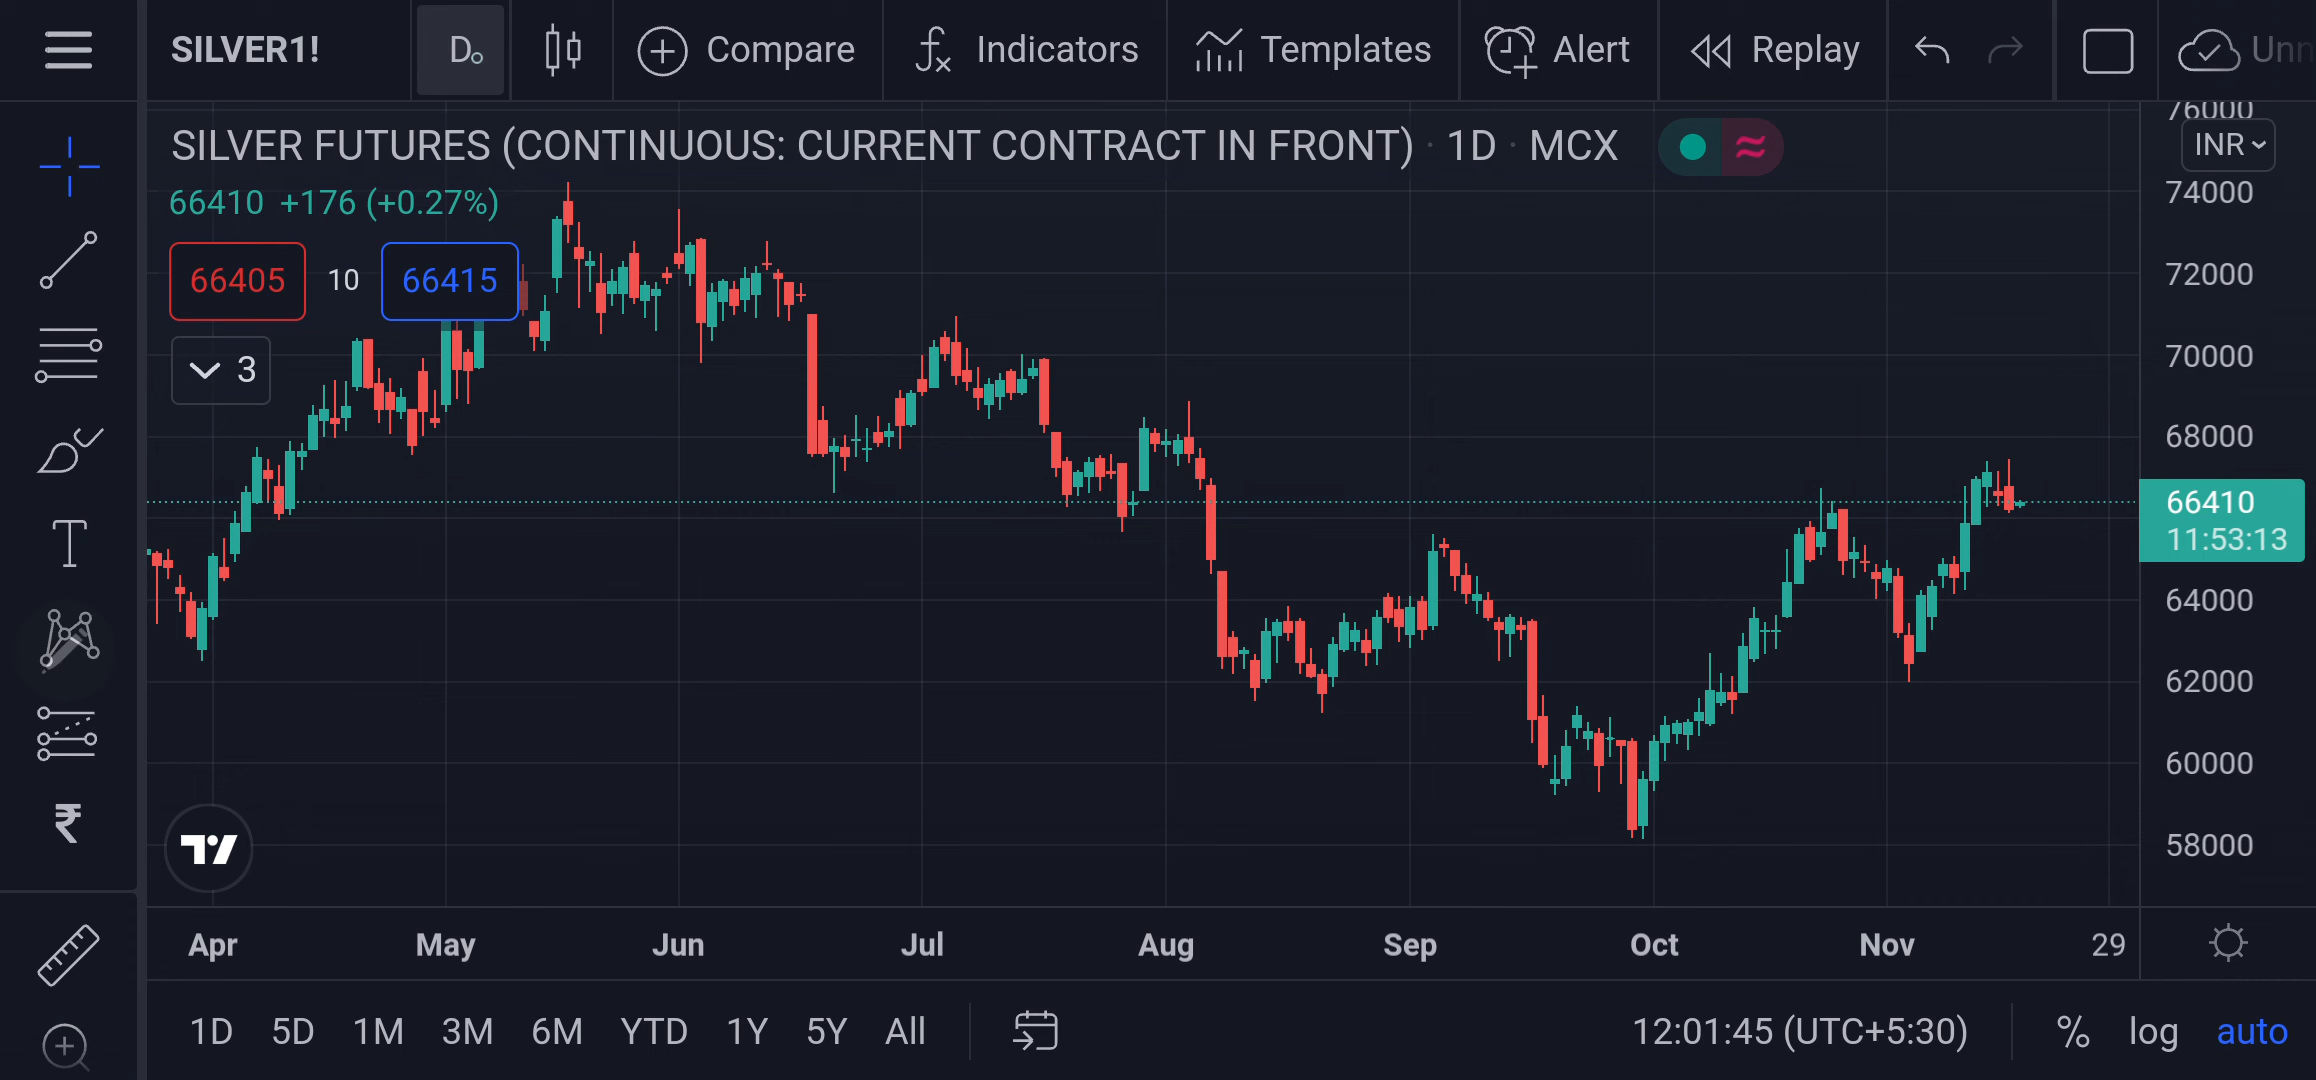 SILVER1! D Compare Indicators Templates Alert Replay
76000
SILVER FUTURES (CONTINUOUS: CURRENT CONTRACT IN FRONT) · 1D · MCX
INR
66410 +176 (+0.27%)
74000
66405 10 66415
72000
3
70000
68000
66410
11:53:13
64000
62000
60000
₹
58000
Apr May Jun Jul Aug Sep Oct Nov 29
1D 5D 1M 3M 6M YTD 1Y 5Y All 12:01:45 (UTC+5:30) % log auto